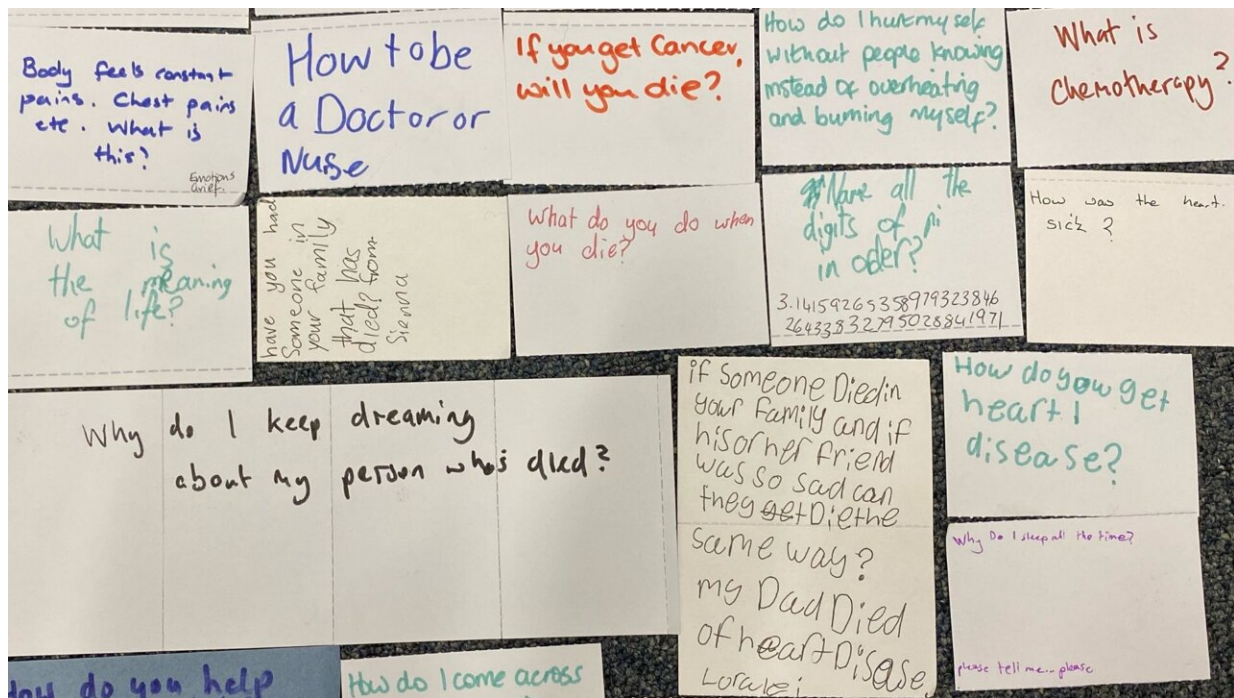 Body feels constant
pains. Chest pains
etc. What is
this?
Emotions
Grief.
How to be
a Doctor or
Nurse
If you get Cancer,
will you die?
How do I hurt my self
without people knowing
instead of overheating
and burning myself?
What is
chemotherapy?
What is
the meaning
of life?
have you had
Someone in
your family
that has
died? from
Sienna
What do you do when
you die?
Name all the
digits of pi
in oder?
3.14159265358979323846
26433832795028841971
How was the heart
sick?
Why do I keep dreaming
about my person who's died?
if Someone Died in
your family and if
his or her friend
was so sad can
they get Die the
same way?
my Dad Died
of heart Disease.
Loralei
How do you get
heart
disease?
Why Do I sleep all the time?
please tell me... please
How do you help
How do I come across